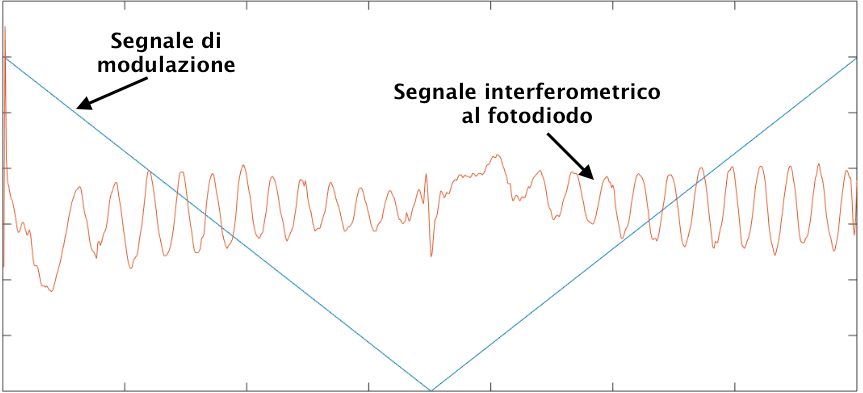 Segnale di
modulazione
Segnale interferometrico
al fotodiodo